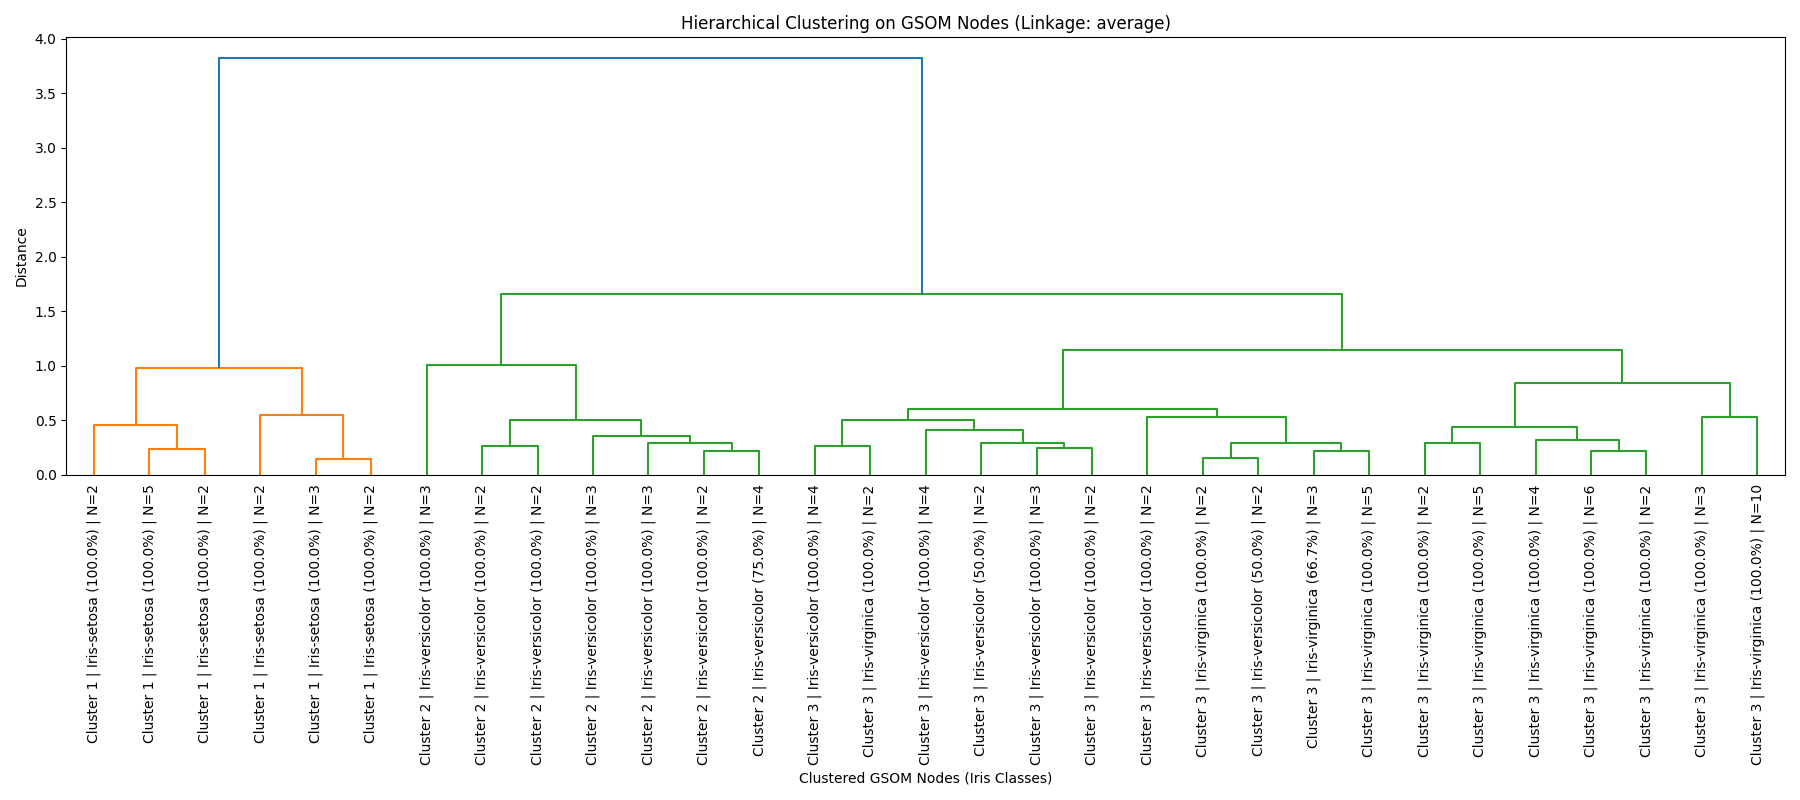 Hierarchical Clustering on GSOM Nodes (Linkage: average)
4.0
3.5
3.0
2.5
2.0
1.5
1.0
0.5
0.0
Distance
Cluster 1 | Iris-setosa (100.0%) | N=2
Cluster 1 | Iris-setosa (100.0%) | N=5
Cluster 1 | Iris-setosa (100.0%) | N=2
Cluster 1 | Iris-setosa (100.0%) | N=2
Cluster 1 | Iris-setosa (100.0%) | N=3
Cluster 1 | Iris-setosa (100.0%) | N=2
Cluster 2 | Iris-versicolor (100.0%) | N=3
Cluster 2 | Iris-versicolor (100.0%) | N=2
Cluster 2 | Iris-versicolor (100.0%) | N=2
Cluster 2 | Iris-versicolor (100.0%) | N=3
Cluster 2 | Iris-versicolor (100.0%) | N=3
Cluster 2 | Iris-versicolor (100.0%) | N=2
Cluster 2 | Iris-versicolor (75.0%) | N=4
Cluster 3 | Iris-versicolor (100.0%) | N=4
Cluster 3 | Iris-virginica (100.0%) | N=2
Cluster 3 | Iris-versicolor (100.0%) | N=4
Cluster 3 | Iris-versicolor (50.0%) | N=2
Cluster 3 | Iris-versicolor (100.0%) | N=3
Cluster 3 | Iris-versicolor (100.0%) | N=2
Cluster 3 | Iris-versicolor (100.0%) | N=2
Cluster 3 | Iris-virginica (100.0%) | N=2
Cluster 3 | Iris-versicolor (50.0%) | N=2
Cluster 3 | Iris-virginica (66.7%) | N=3
Cluster 3 | Iris-virginica (100.0%) | N=5
Cluster 3 | Iris-virginica (100.0%) | N=2
Cluster 3 | Iris-virginica (100.0%) | N=5
Cluster 3 | Iris-virginica (100.0%) | N=4
Cluster 3 | Iris-virginica (100.0%) | N=6
Cluster 3 | Iris-virginica (100.0%) | N=2
Cluster 3 | Iris-virginica (100.0%) | N=3
Cluster 3 | Iris-virginica (100.0%) | N=10
Clustered GSOM Nodes (Iris Classes)